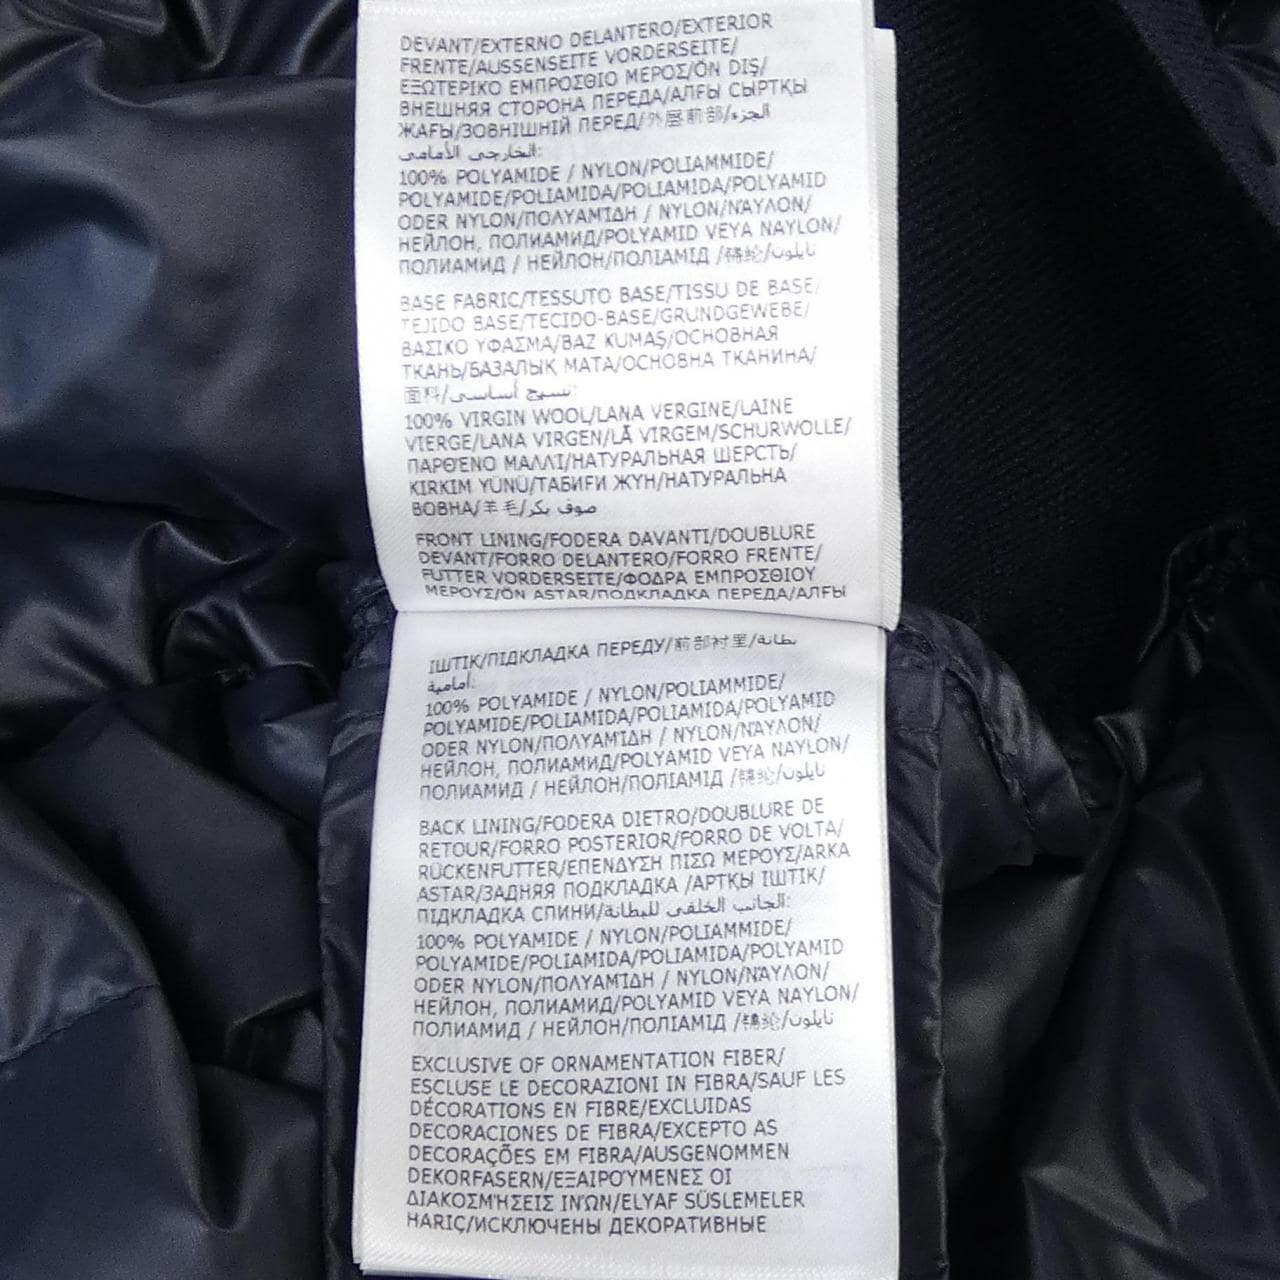 DEVANT/EXTERNO DELANTERO/EXTERIOR
FRENTE/AUSSENSEITE VORDERSEITE/
ΕΞΩΤΕΡΙΚΟ ΕΜΠΡΟΣΘΙΟ ΜΕΡΟΣ/ÖN DIŞ/
ВНЕШНЯЯ СТОРОНА ПЕРЕДА/АЛҒЫ СЫРТҚЫ
ЖАҒЫ/ЗОВНІШНІЙ ПЕРЕД/外层前部/الجزء
الخارجي الأمامي:
100% POLYAMIDE / NYLON/POLIAMMIDE/
POLYAMIDE/POLIAMIDA/POLIAMIDA/POLYAMID
ODER NYLON/ΠΟΛΥΑΜΊΔΗ / NYLON/ΝΆΥΛΟΝ/
НЕЙЛОН, ПОЛИАМИД/POLYAMID VEYA NAYLON/
ПОЛИАМИД / НЕЙЛОН/ПОЛІАМІД /锦纶/نايلون
BASE FABRIC/TESSUTO BASE/TISSU DE BASE/
TEJIDO BASE/TECIDO-BASE/GRUNDGEWEBE/
ΒΑΣΙΚΟ ΥΦΑΣΜΑ/BAZ KUMAŞ/ОСНОВНАЯ
ТКАНЬ/БАЗАЛЫҚ МАТА/ОСНОВНА ТКАНИНА/
面料/نسيج أساسي:
100% VIRGIN WOOL/LANA VERGINE/LAINE
VIERGE/LANA VIRGEN/LÃ VIRGEM/SCHURWOLLE/
ΠΑΡΘΈΝΟ ΜΑΛΛΊ/НАТУРАЛЬНАЯ ШЕРСТЬ/
KIRKIM YÜNÜ/ТАБИҒИ ЖҮН/НАТУРАЛЬНА
ВОВНА/羊毛/صوف بكر
FRONT LINING/FODERA DAVANTI/DOUBLURE
DEVANT/FORRO DELANTERO/FORRO FRENTE/
FUTTER VORDERSEITE/ΦΟΔΡΑ ΕΜΠΡΟΣΘΙΟΥ
ΜΕΡΟΥΣ/ÖN ASTAR/ПОДКЛАДКА ПЕРЕДА/АЛҒЫ
ІШТІК/ПІДКЛАДКА ПЕРЕДУ/前部衬里/بطانة
أمامية:
100% POLYAMIDE / NYLON/POLIAMMIDE/
POLYAMIDE/POLIAMIDA/POLIAMIDA/POLYAMID
ODER NYLON/ΠΟΛΥΑΜΊΔΗ / NYLON/ΝΆΥΛΟΝ/
НЕЙЛОН, ПОЛИАМИД/POLYAMID VEYA NAYLON/
ПОЛИАМИД / НЕЙЛОН/ПОЛІАМІД /锦纶/نايلون
BACK LINING/FODERA DIETRO/DOUBLURE DE
RETOUR/FORRO POSTERIOR/FORRO DE VOLTA/
RÜCKENFUTTER/ΕΠΕΝΔΥΣΗ ΠΙΣΩ ΜΕΡΟΥΣ/ARKA
ASTAR/ЗАДНЯЯ ПОДКЛАДКА /АРТҚЫ ІШТІК/
ПІДКЛАДКА СПИНИ/الجانب الخلفي للبطانة:
100% POLYAMIDE / NYLON/POLIAMMIDE/
POLYAMIDE/POLIAMIDA/POLIAMIDA/POLYAMID
ODER NYLON/ΠΟΛΥΑΜΊΔΗ / NYLON/ΝΆΥΛΟΝ/
НЕЙЛОН, ПОЛИАМИД/POLYAMID VEYA NAYLON/
ПОЛИАМИД / НЕЙЛОН/ПОЛІАМІД /锦纶/نايلون
EXCLUSIVE OF ORNAMENTATION FIBER/
ESCLUSE LE DECORAZIONI IN FIBRA/SAUF LES
DÉCORATIONS EN FIBRE/EXCLUIDAS
DECORACIONES DE FIBRA/EXCEPTO AS
DECORAÇÕES EM FIBRA/AUSGENOMMEN
DEKORFASERN/ΕΞΑΙΡΟΎΜΕΝΕΣ ΟΙ
ΔΙΑΚΟΣΜΉΣΕΙΣ ΙΝΏΝ/ELYAF SÜSLEMELER
HARİÇ/ИСКЛЮЧЕНЫ ДЕКОРАТИВНЫЕ